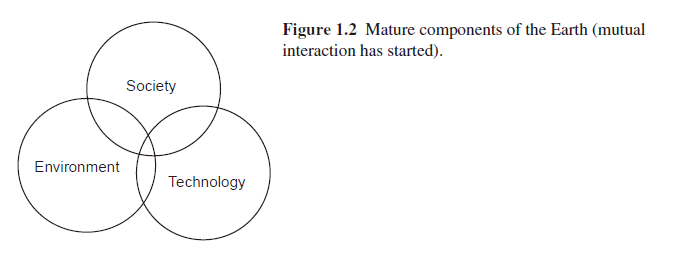 Figure 1.2 Mature components of the Earth (mutual
interaction has started).
Society
Environment
Technology